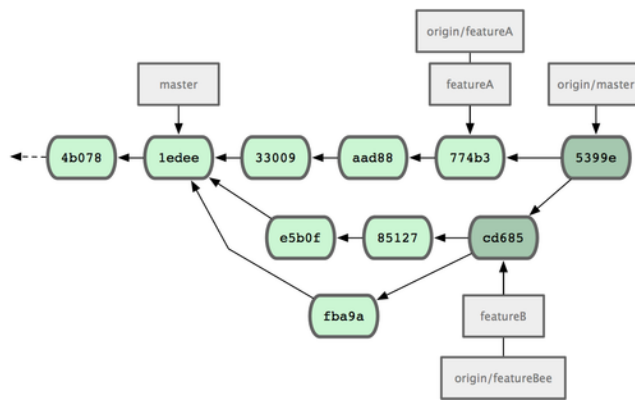 origin/featureA
master
featureA
origin/master
4b078
1edee
33009
aad88
774b3
5399e
e5b0f
85127
cd685
fba9a
featureB
origin/featureBee